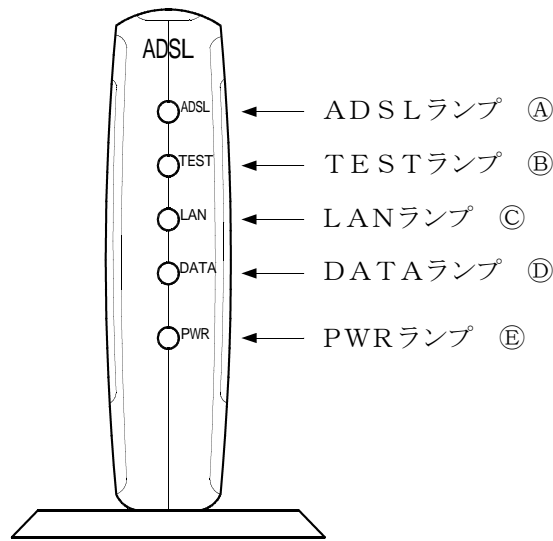 ADSL
ADSL ADSLランプ Ⓐ
TEST TESTランプ Ⓑ
LAN LANランプ Ⓒ
DATA DATAランプ Ⓓ
PWR PWRランプ Ⓔ